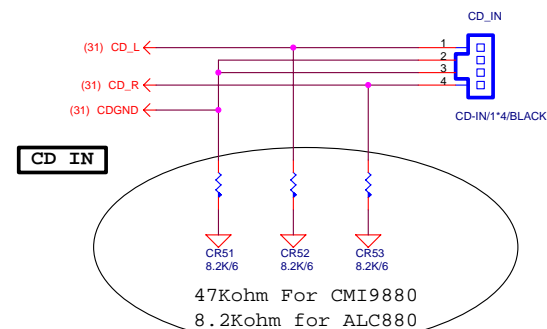 CD_IN
(31) CD_L
1
2
3
(31) CD_R
4
(31) CDGND
CD-IN/1*4/BLACK
CD IN
CR51
8.2K/6
CR52
8.2K/6
CR53
8.2K/6
47Kohm For CMI9880
8.2Kohm for ALC880